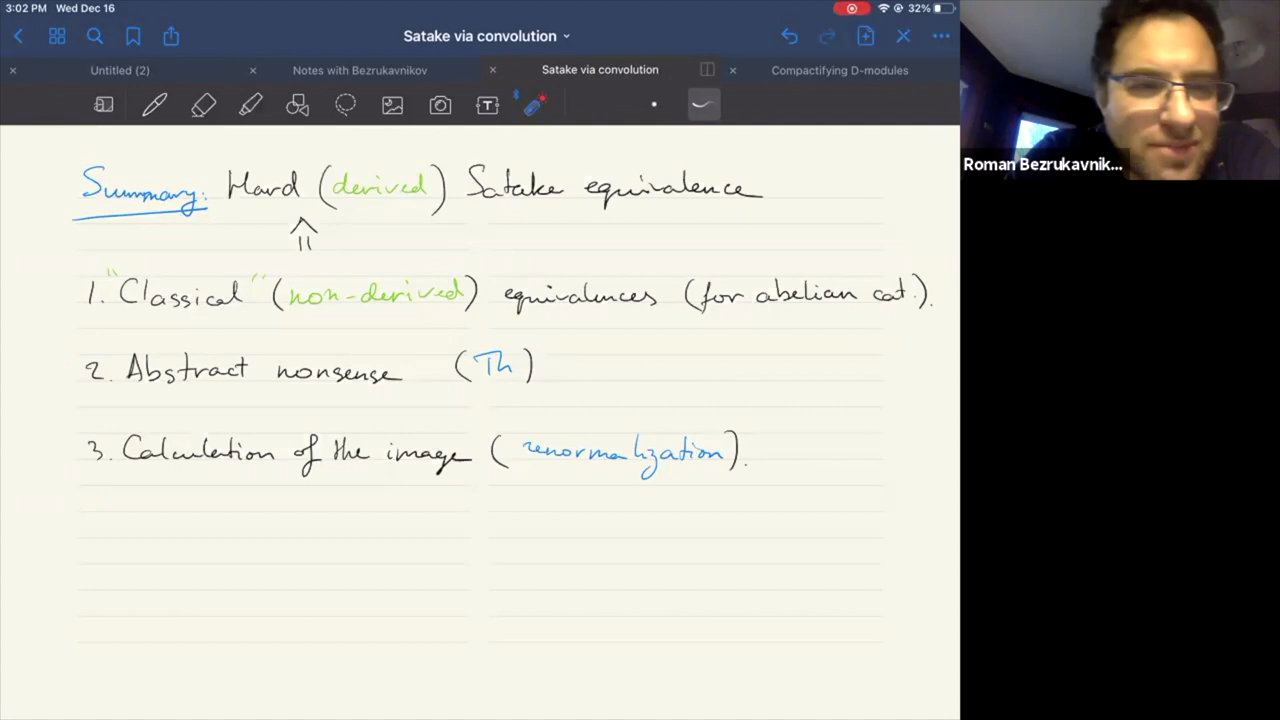 3:02 PM Wed Dec 16
32%
Satake via convolution
Untitled (2)
Notes with Bezrukavnikov
Satake via convolution
Compactifying D-modules
Roman Bezrukavnik...
Summary: Hard (derived) Satake equivalence
⇑
1. "Classical" (non-derived) equivalences (for abelian cat.).
2. Abstract nonsense (Th)
3. Calculation of the image (renormalization).